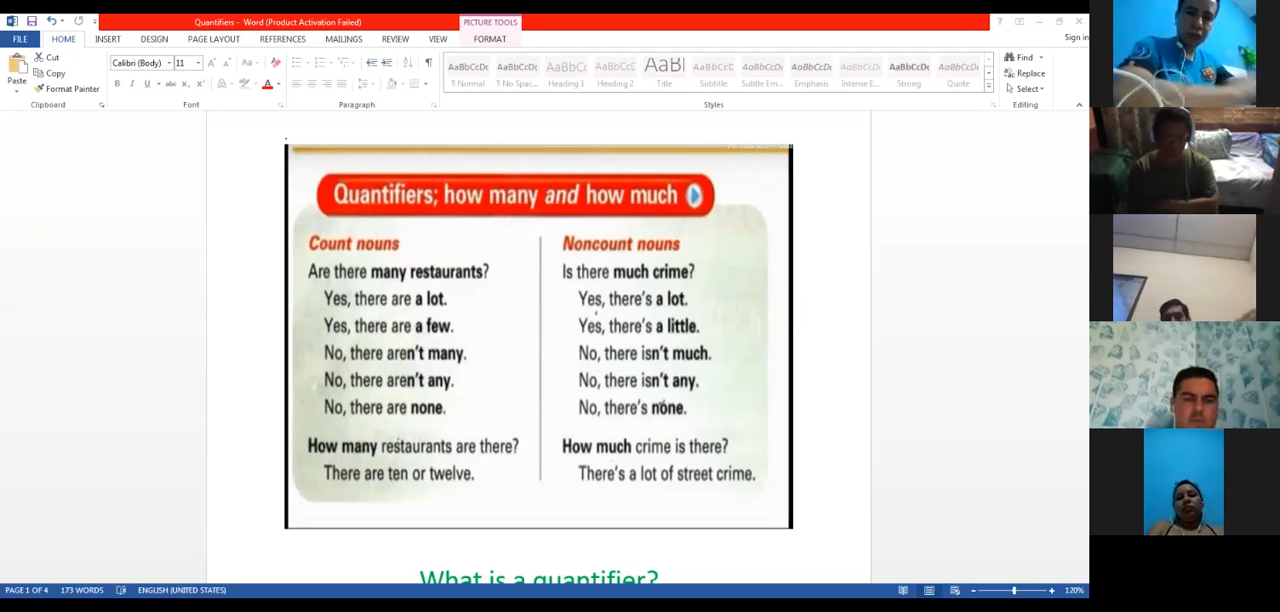 Quantifiers - Word (Product Activation Failed)
PICTURE TOOLS
FILE HOME INSERT DESIGN PAGE LAYOUT REFERENCES MAILINGS REVIEW VIEW FORMAT Sign in
Paste
Cut
Copy
Format Painter
Clipboard
Calibri (Body) 11
Font
Paragraph
AaBbCcDc AaBbCcDc AaBbCc AaBbCcC AaBl AaBbCcC AaBbCcDc AaBbCcDc AaBbCcDc AaBbCcDc AaBbCcDc
¶ Normal ¶ No Spac... Heading 1 Heading 2 Title Subtitle Subtle Em... Emphasis Intense E... Strong Quote
Styles
Find
Replace
Select
Editing
Quantifiers; how many and how much
Count nouns
Are there many restaurants?
Yes, there are a lot.
Yes, there are a few.
No, there aren't many.
No, there aren't any.
No, there are none.
How many restaurants are there?
There are ten or twelve.
Noncount nouns
Is there much crime?
Yes, there's a lot.
Yes, there's a little.
No, there isn't much.
No, there isn't any.
No, there's none.
How much crime is there?
There's a lot of street crime.
What is a quantifier?
PAGE 1 OF 4 173 WORDS ENGLISH (UNITED STATES) 120%